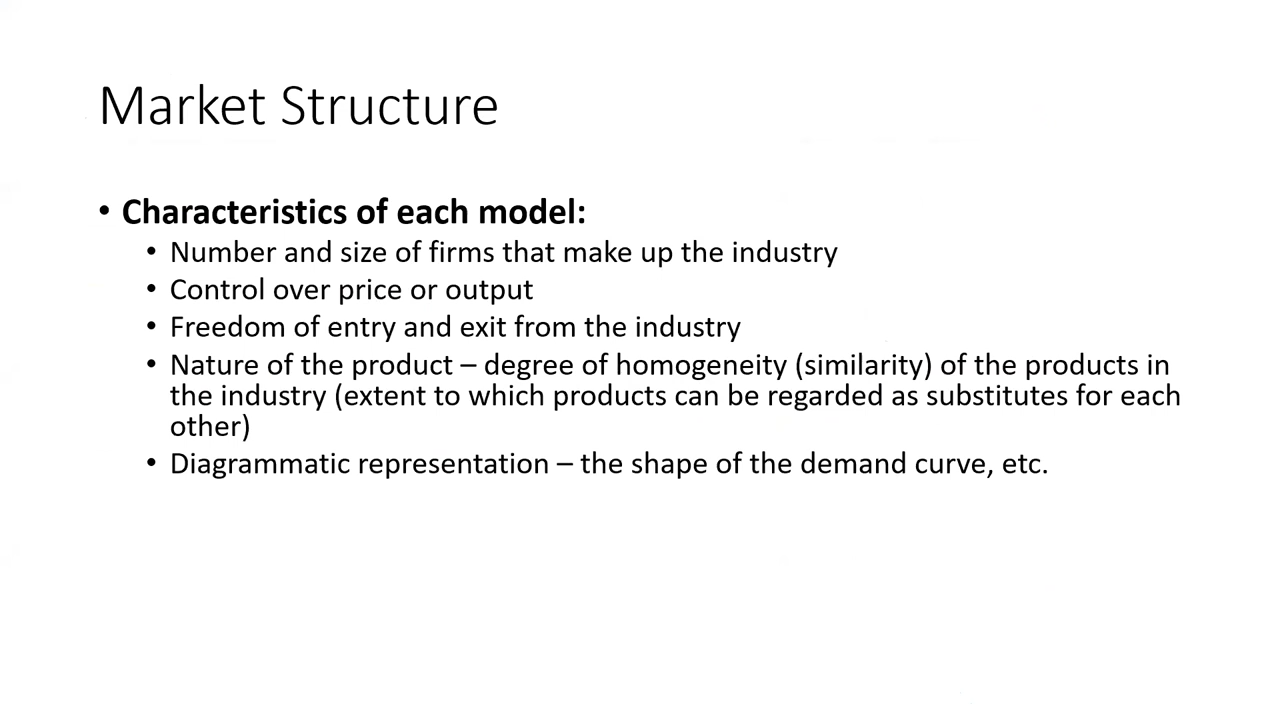 Market Structure
• Characteristics of each model:
• Number and size of firms that make up the industry
• Control over price or output
• Freedom of entry and exit from the industry
• Nature of the product – degree of homogeneity (similarity) of the products in
the industry (extent to which products can be regarded as substitutes for each
other)
• Diagrammatic representation – the shape of the demand curve, etc.